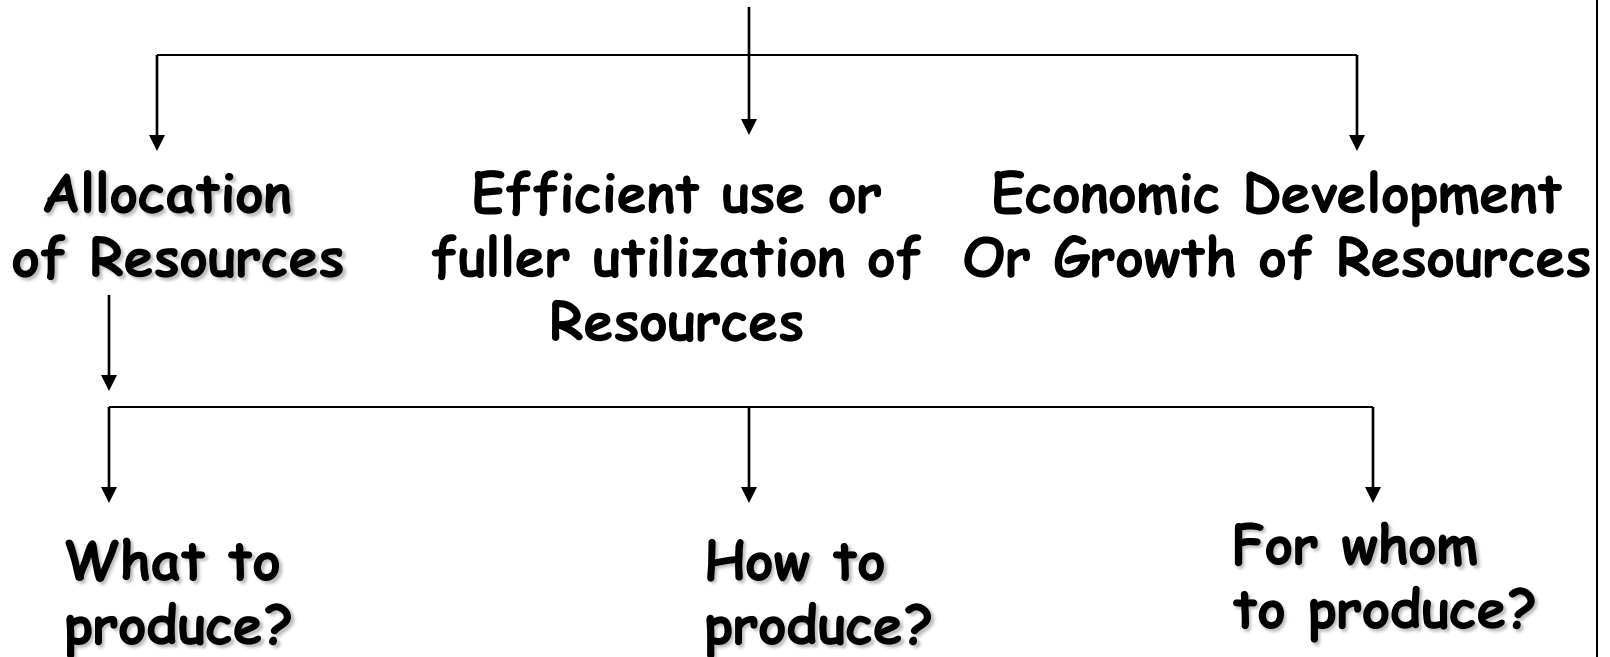 Allocation
of Resources
Efficient use or
fuller utilization of
Resources
Economic Development
Or Growth of Resources
What to
produce?
How to
produce?
For whom
to produce?